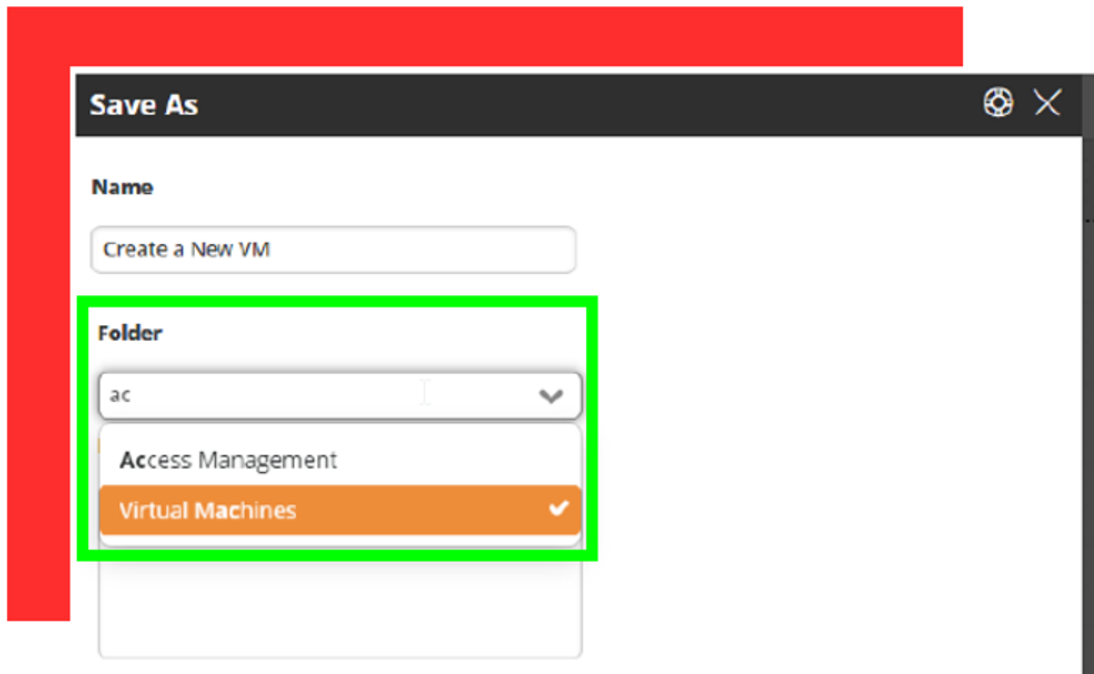 Save As
Name
Create a New VM
Folder
ac
Access Management
Virtual Machines